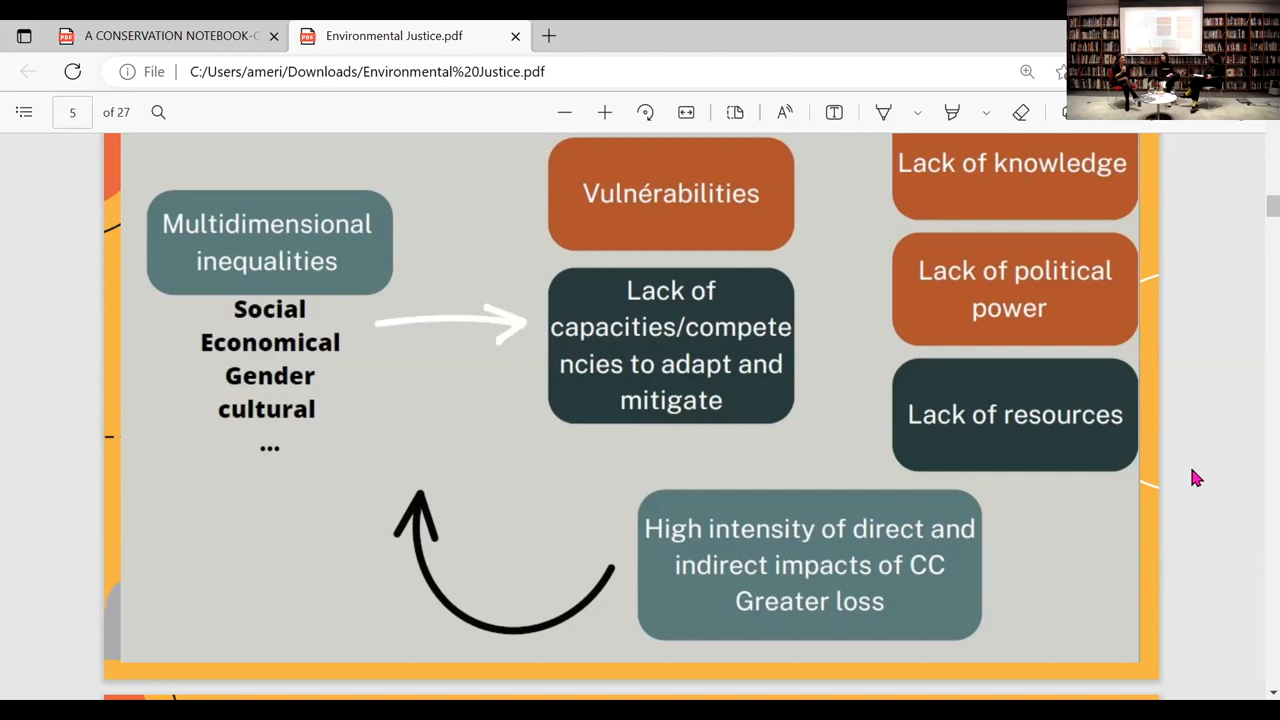 A CONSERVATION NOTEBOOK-C
Environmental Justice.pdf
File
C:/Users/ameri/Downloads/Environmental%20Justice.pdf
5
of 27
Multidimensional
inequalities
Social
Economical
Gender
cultural
...
Vulnérabilities
Lack of
capacities/compete
ncies to adapt and
mitigate
Lack of knowledge
Lack of political
power
Lack of resources
High intensity of direct and
indirect impacts of CC
Greater loss